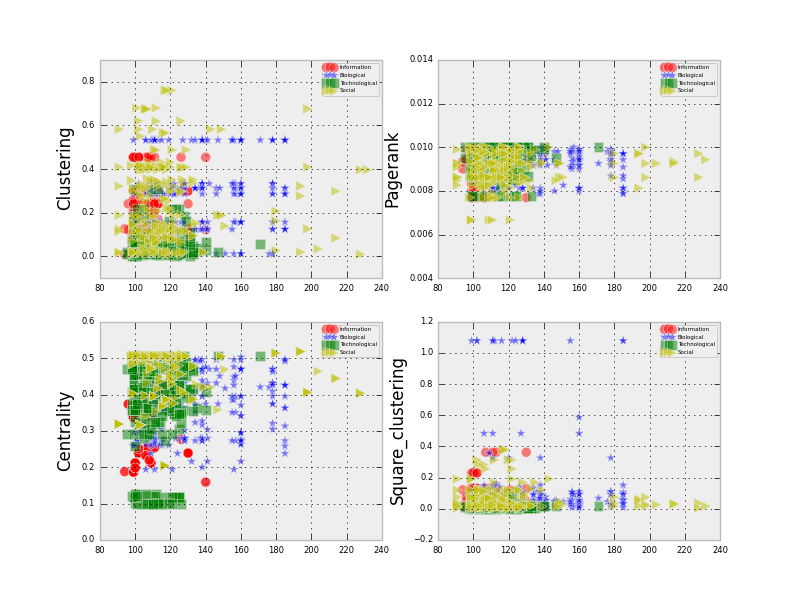 Clustering
0.8
0.6
0.4
0.2
0.0
80 100 120 140 160 180 200 220 240
Information
Biological
Technological
Social
Pagerank
0.014
0.012
0.010
0.008
0.006
0.004
80 100 120 140 160 180 200 220 240
Information
Biological
Technological
Social
Centrality
0.6
0.5
0.4
0.3
0.2
0.1
0.0
80 100 120 140 160 180 200 220 240
Information
Biological
Technological
Social
Square_clustering
1.2
1.0
0.8
0.6
0.4
0.2
0.0
−0.2
80 100 120 140 160 180 200 220 240
Information
Biological
Technological
Social